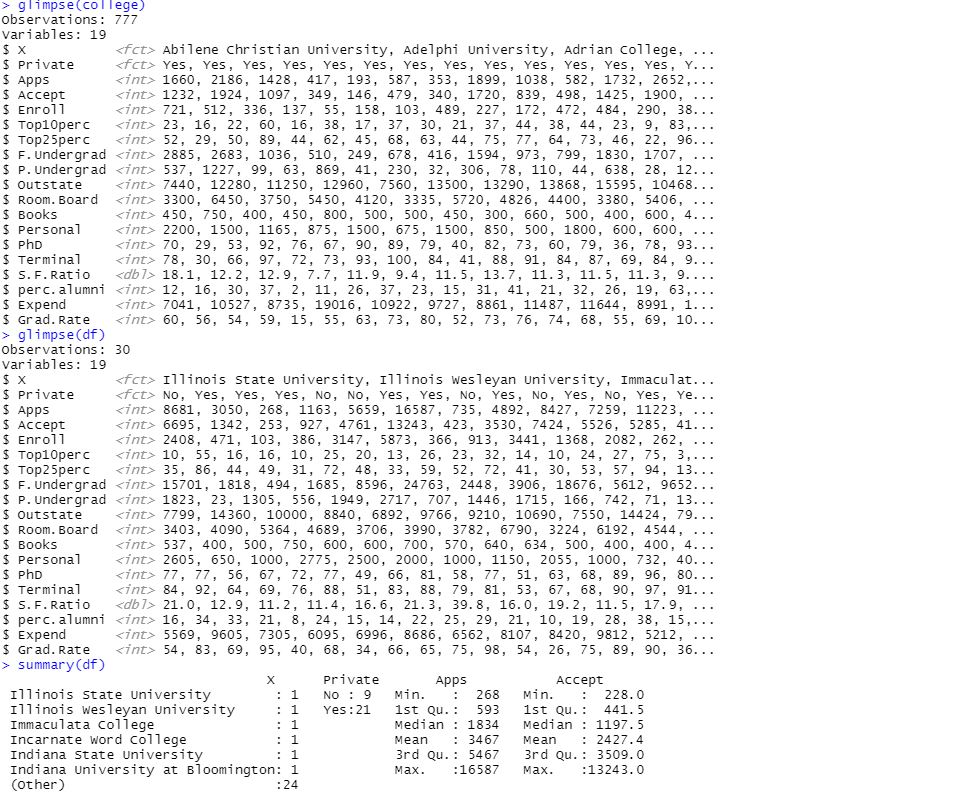 > glimpse(college)
Observations: 777
Variables: 19
$ X           <fct> Abilene Christian University, Adelphi University, Adrian College, ...
$ Private     <fct> Yes, Yes, Yes, Yes, Yes, Yes, Yes, Yes, Yes, Yes, Yes, Yes, Yes, Y...
$ Apps        <int> 1660, 2186, 1428, 417, 193, 587, 353, 1899, 1038, 582, 1732, 2652,...
$ Accept      <int> 1232, 1924, 1097, 349, 146, 479, 340, 1720, 839, 498, 1425, 1900, ...
$ Enroll      <int> 721, 512, 336, 137, 55, 158, 103, 489, 227, 172, 472, 484, 290, 38...
$ Top10perc   <int> 23, 16, 22, 60, 16, 38, 17, 37, 30, 21, 37, 44, 38, 44, 23, 9, 83,...
$ Top25perc   <int> 52, 29, 50, 89, 44, 62, 45, 68, 63, 44, 75, 77, 64, 73, 46, 22, 96...
$ F.Undergrad <int> 2885, 2683, 1036, 510, 249, 678, 416, 1594, 973, 799, 1830, 1707, ...
$ P.Undergrad <int> 537, 1227, 99, 63, 869, 41, 230, 32, 306, 78, 110, 44, 638, 28, 12...
$ Outstate    <int> 7440, 12280, 11250, 12960, 7560, 13500, 13290, 13868, 15595, 10468...
$ Room.Board  <int> 3300, 6450, 3750, 5450, 4120, 3335, 5720, 4826, 4400, 3380, 5406, ...
$ Books       <int> 450, 750, 400, 450, 800, 500, 500, 450, 300, 660, 500, 400, 600, 4...
$ Personal    <int> 2200, 1500, 1165, 875, 1500, 675, 1500, 850, 500, 1800, 600, 600, ...
$ PhD         <int> 70, 29, 53, 92, 76, 67, 90, 89, 79, 40, 82, 73, 60, 79, 36, 78, 93...
$ Terminal    <int> 78, 30, 66, 97, 72, 73, 93, 100, 84, 41, 88, 91, 84, 87, 69, 84, 9...
$ S.F.Ratio   <dbl> 18.1, 12.2, 12.9, 7.7, 11.9, 9.4, 11.5, 13.7, 11.3, 11.5, 11.3, 9....
$ perc.alumni <int> 12, 16, 30, 37, 2, 11, 26, 37, 23, 15, 31, 41, 21, 32, 26, 19, 63,...
$ Expend      <int> 7041, 10527, 8735, 19016, 10922, 9727, 8861, 11487, 11644, 8991, 1...
$ Grad.Rate   <int> 60, 56, 54, 59, 15, 55, 63, 73, 80, 52, 73, 76, 74, 68, 55, 69, 10...
> glimpse(df)
Observations: 30
Variables: 19
$ X           <fct> Illinois State University, Illinois Wesleyan University, Immaculat...
$ Private     <fct> No, Yes, Yes, Yes, No, No, Yes, Yes, No, Yes, No, Yes, No, Yes, Ye...
$ Apps        <int> 8681, 3050, 268, 1163, 5659, 16587, 735, 4892, 8427, 7259, 11223, ...
$ Accept      <int> 6695, 1342, 253, 927, 4761, 13243, 423, 3530, 7424, 5526, 5285, 41...
$ Enroll      <int> 2408, 471, 103, 386, 3147, 5873, 366, 913, 3441, 1368, 2082, 262, ...
$ Top10perc   <int> 10, 55, 16, 16, 10, 25, 20, 13, 26, 23, 32, 14, 10, 24, 27, 75, 3,...
$ Top25perc   <int> 35, 86, 44, 49, 31, 72, 48, 33, 59, 52, 72, 41, 30, 53, 57, 94, 13...
$ F.Undergrad <int> 15701, 1818, 494, 1685, 8596, 24763, 2448, 3906, 18676, 5612, 9652...
$ P.Undergrad <int> 1823, 23, 1305, 556, 1949, 2717, 707, 1446, 1715, 166, 742, 71, 13...
$ Outstate    <int> 7799, 14360, 10000, 8840, 6892, 9766, 9210, 10690, 7550, 14424, 79...
$ Room.Board  <int> 3403, 4090, 5364, 4689, 3706, 3990, 3782, 6790, 3224, 6192, 4544, ...
$ Books       <int> 537, 400, 500, 750, 600, 600, 700, 570, 640, 634, 500, 400, 400, 4...
$ Personal    <int> 2605, 650, 1000, 2775, 2500, 2000, 1000, 1150, 2055, 1000, 732, 40...
$ PhD         <int> 77, 77, 56, 67, 72, 77, 49, 66, 81, 58, 77, 51, 63, 68, 89, 96, 80...
$ Terminal    <int> 84, 92, 64, 69, 76, 88, 51, 83, 88, 79, 81, 53, 67, 68, 90, 97, 91...
$ S.F.Ratio   <dbl> 21.0, 12.9, 11.2, 11.4, 16.6, 21.3, 39.8, 16.0, 19.2, 11.5, 17.9, ...
$ perc.alumni <int> 16, 34, 33, 21, 8, 24, 15, 14, 22, 25, 29, 21, 10, 19, 28, 38, 15,...
$ Expend      <int> 5569, 9605, 7305, 6095, 6996, 8686, 6562, 8107, 8420, 9812, 5212, ...
$ Grad.Rate   <int> 54, 83, 69, 95, 40, 68, 34, 66, 65, 75, 98, 54, 26, 75, 89, 90, 36...
> summary(df)
X Private Apps Accept
Illinois State University : 1 No : 9 Min. : 268 Min. : 228.0
Illinois Wesleyan University : 1 Yes:21 1st Qu.: 593 1st Qu.: 441.5
Immaculata College : 1 Median : 1834 Median : 1197.5
Incarnate Word College : 1 Mean : 3467 Mean : 2427.4
Indiana State University : 1 3rd Qu.: 5467 3rd Qu.: 3509.0
Indiana University at Bloomington: 1 Max. :16587 Max. :13243.0
(Other) :24